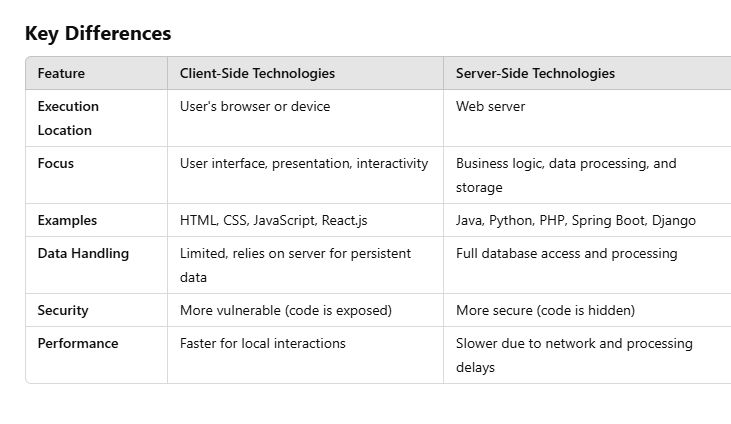 Key Differences
Feature Client-Side Technologies Server-Side Technologies
Execution User's browser or device Web server
Location
Focus User interface, presentation, interactivity Business logic, data processing, and
storage
Examples HTML, CSS, JavaScript, React.js Java, Python, PHP, Spring Boot, Django
Data Handling Limited, relies on server for persistent Full database access and processing
data
Security More vulnerable (code is exposed) More secure (code is hidden)
Performance Faster for local interactions Slower due to network and processing
delays